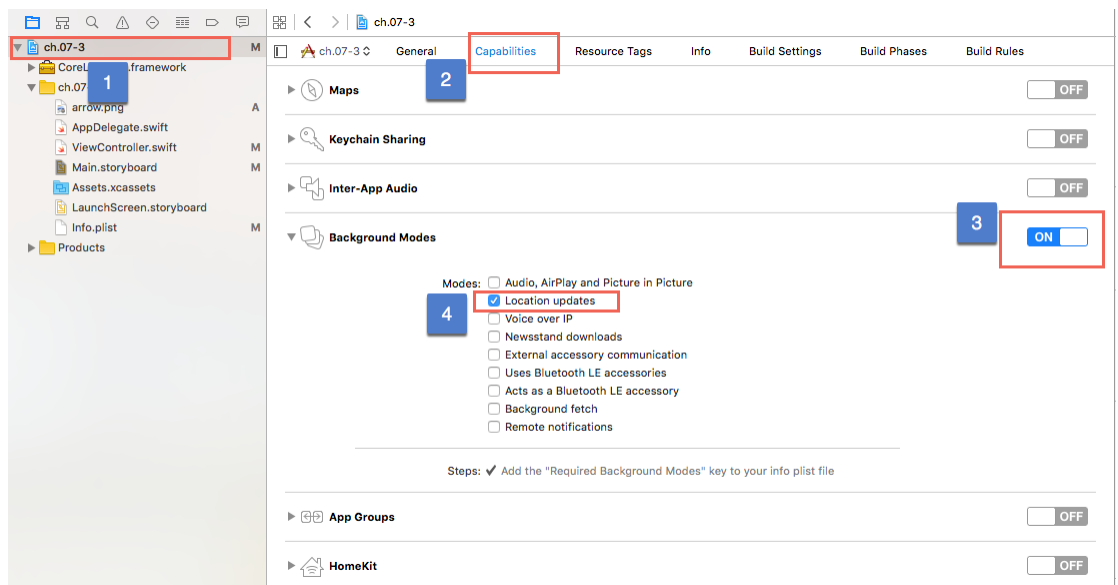 ch.07-3
ch.07-3 M
CoreL .framework
ch.07
arrow.png A
AppDelegate.swift
ViewController.swift M
Main.storyboard M
Assets.xcassets
LaunchScreen.storyboard
Info.plist M
Products
1
ch.07-3 General Capabilities Resource Tags Info Build Settings Build Phases Build Rules
2
Maps OFF
Keychain Sharing OFF
Inter-App Audio OFF
3
Background Modes ON
Modes: Audio, AirPlay and Picture in Picture
4
Location updates
Voice over IP
Newsstand downloads
External accessory communication
Uses Bluetooth LE accessories
Acts as a Bluetooth LE accessory
Background fetch
Remote notifications
Steps: ✔ Add the "Required Background Modes" key to your info plist file
App Groups OFF
HomeKit OFF